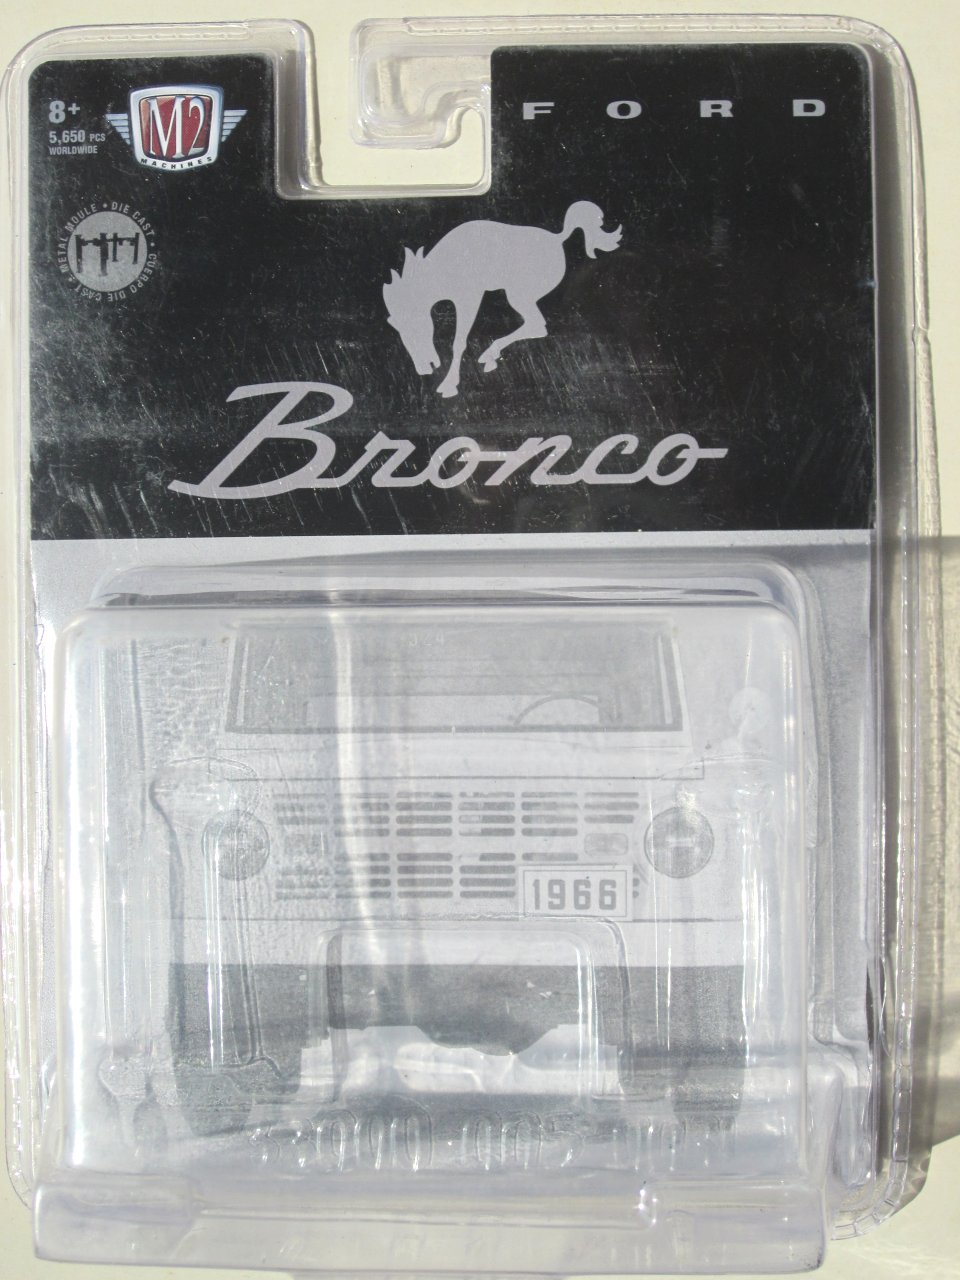 8+
5,650 PCS
WORLDWIDE
M2
MACHINES
FORD
METAL MOULE • DIE CAST • CUERPO DIE CAST •
Bronco
1966